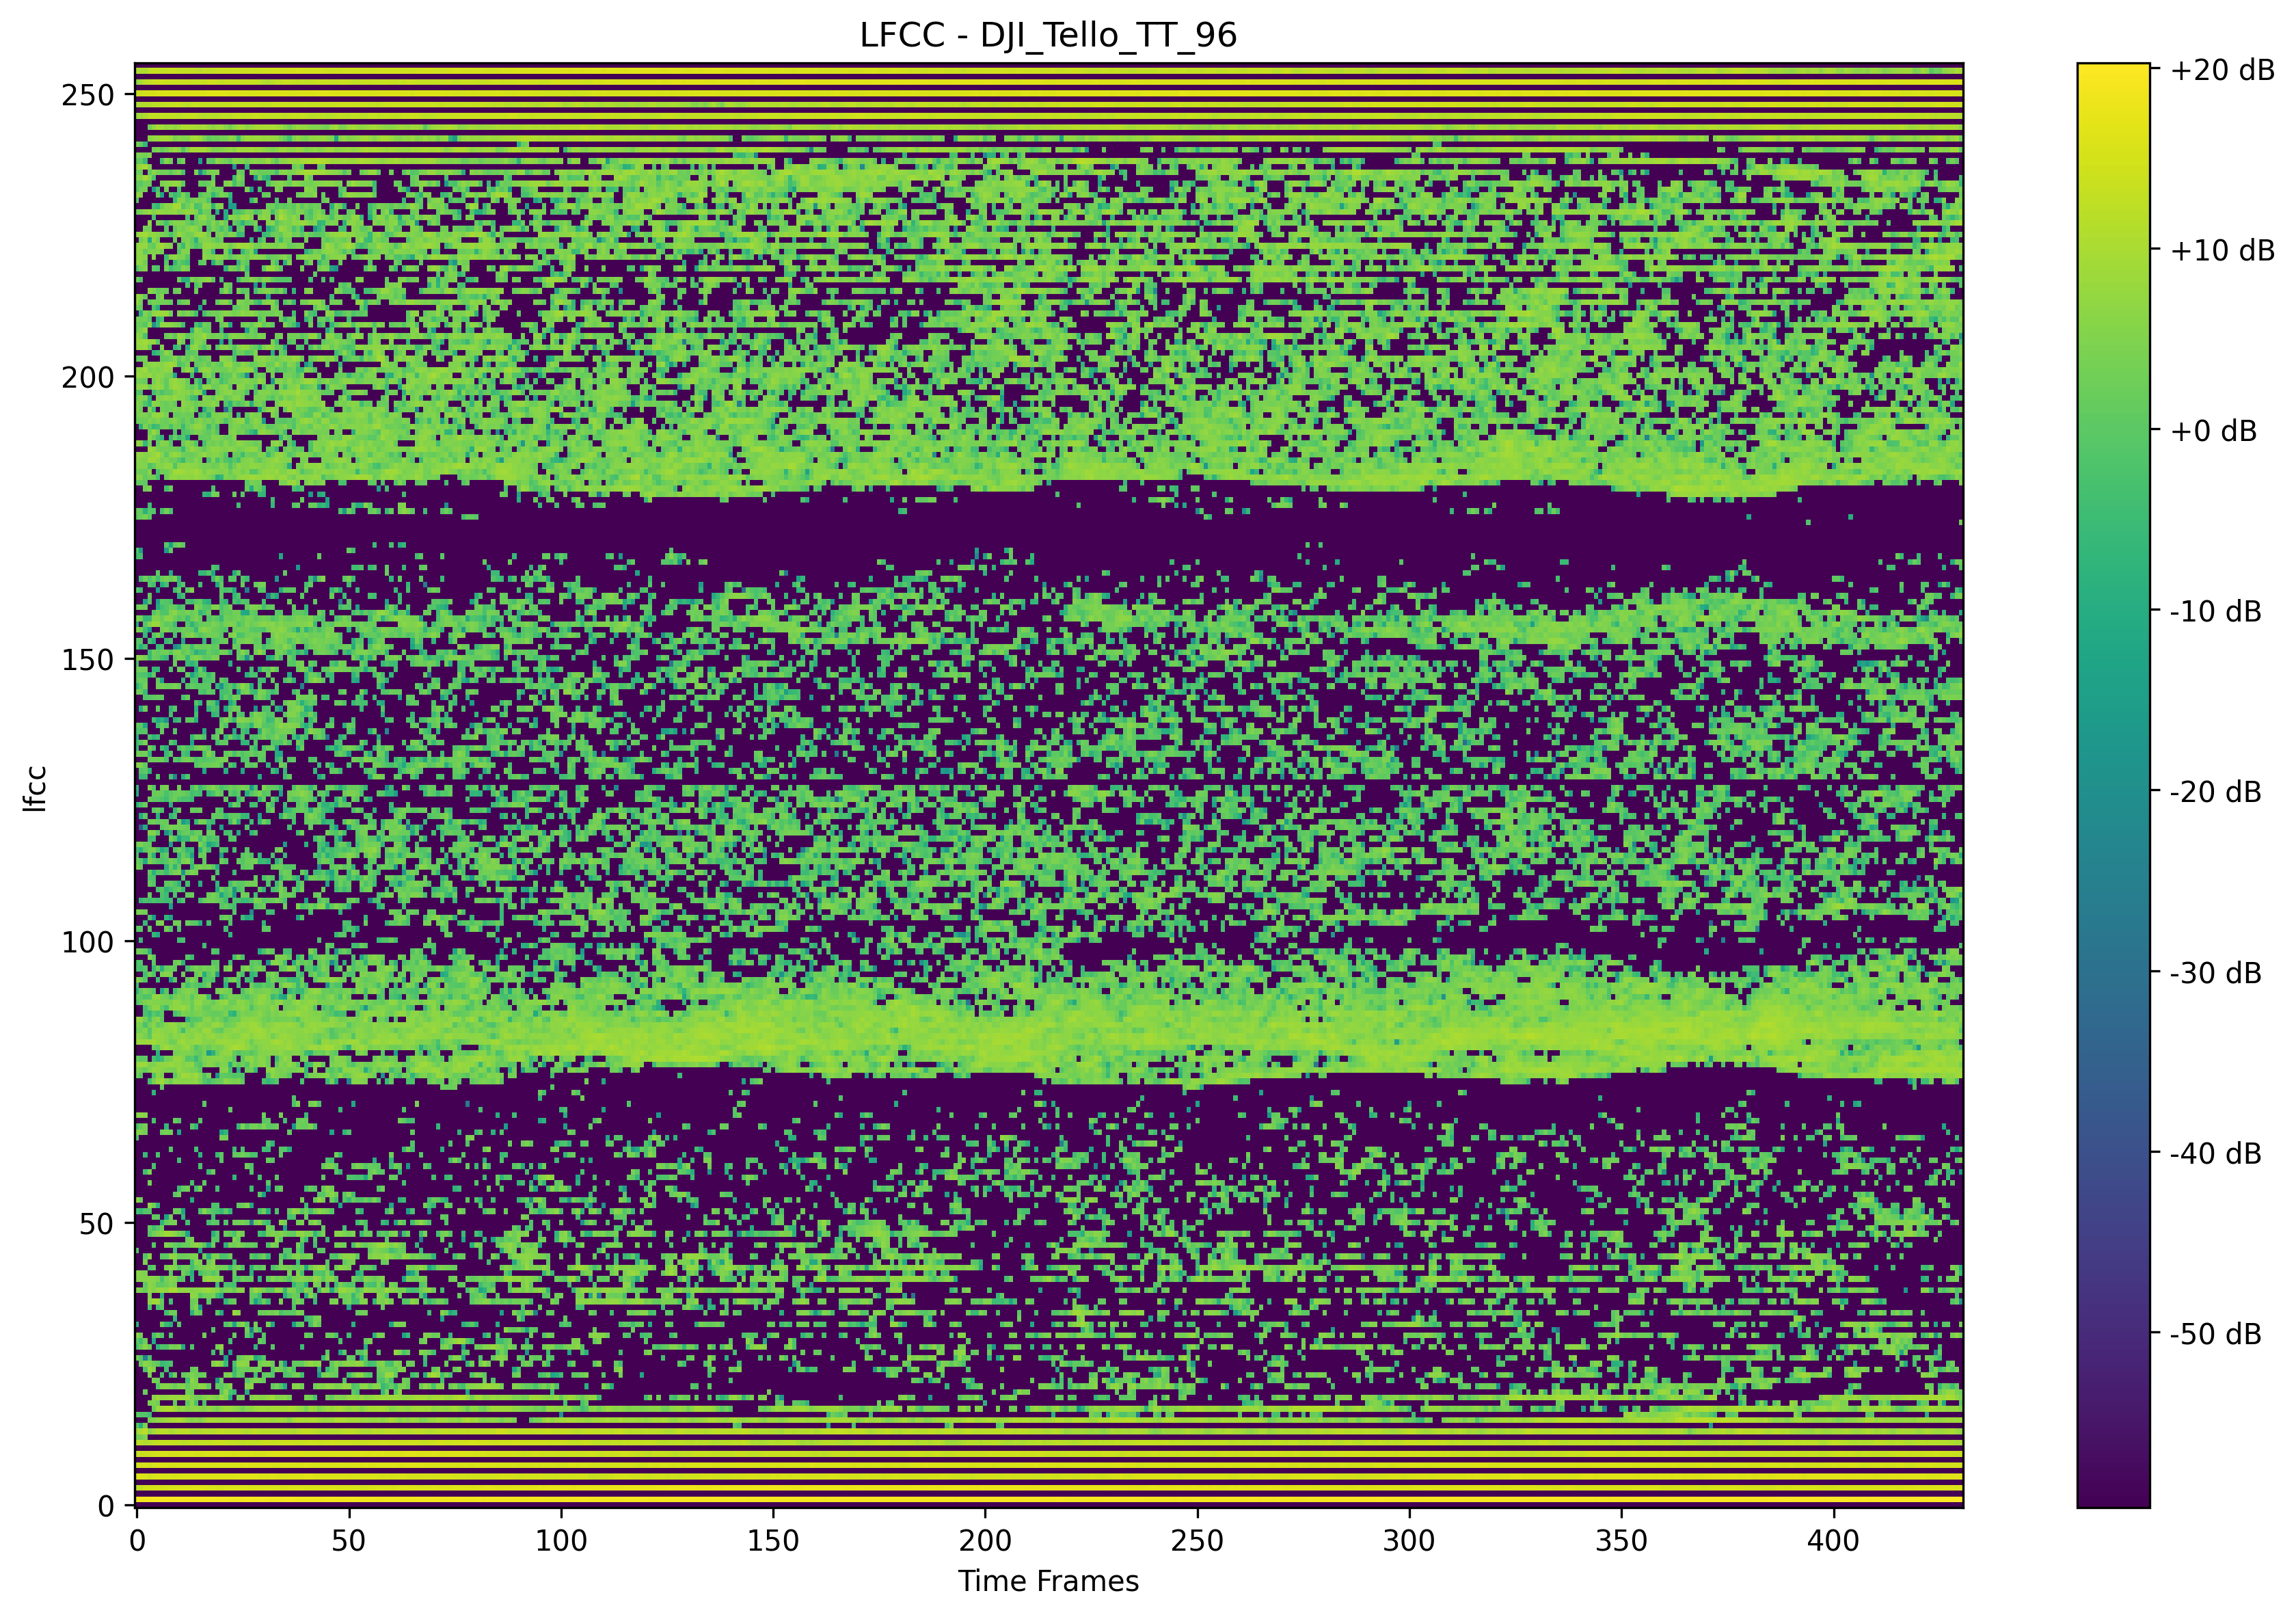 LFCC - DJI_Tello_TT_96
lfcc
250
200
150
100
50
0
0 50 100 150 200 250 300 350 400
Time Frames
+20 dB
+10 dB
+0 dB
-10 dB
-20 dB
-30 dB
-40 dB
-50 dB